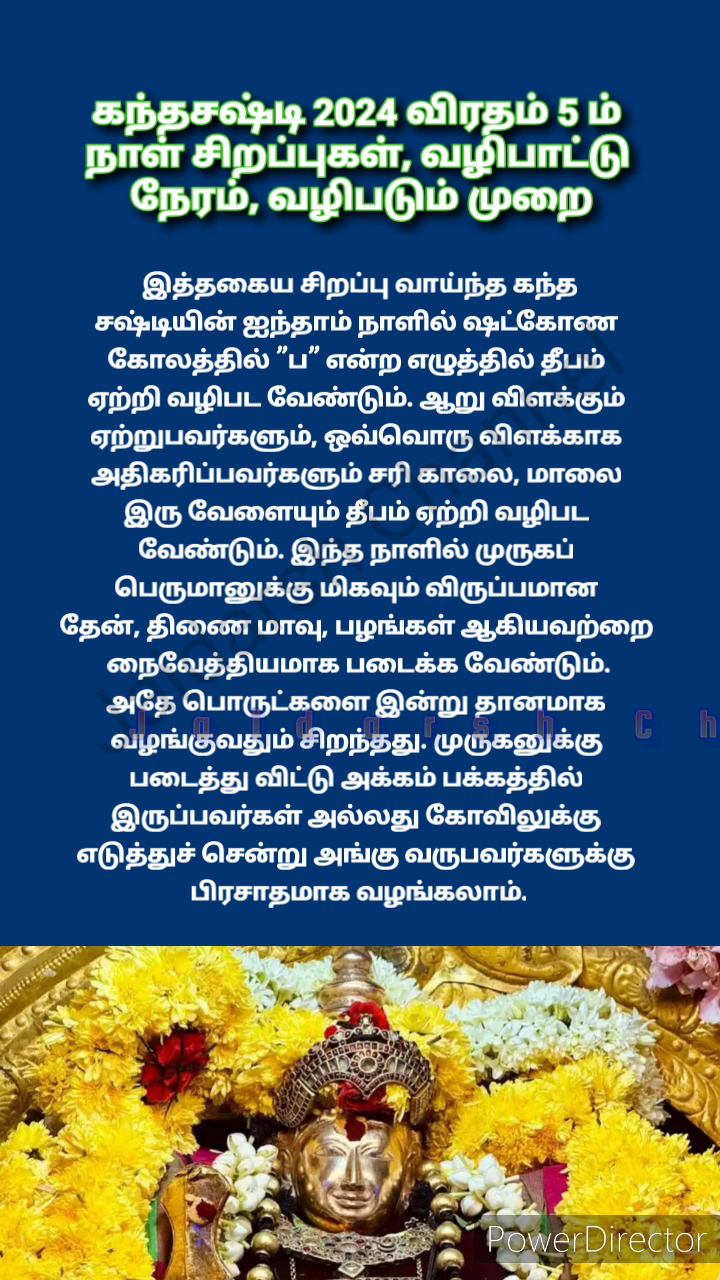 கந்தசஷ்டி 2024 விரதம் 5 ம்
நாள் சிறப்புகள், வழிபாட்டு
நேரம், வழிபடும் முறை
இத்தகைய சிறப்பு வாய்ந்த கந்த
சஷ்டியின் ஐந்தாம் நாளில் ஷட்கோண
கோலத்தில் ”ப” என்ற எழுத்தில் தீபம்
ஏற்றி வழிபட வேண்டும். ஆறு விளக்கும்
ஏற்றுபவர்களும், ஒவ்வொரு விளக்காக
அதிகரிப்பவர்களும் சரி காலை, மாலை
இரு வேளையும் தீபம் ஏற்றி வழிபட
வேண்டும். இந்த நாளில் முருகப்
பெருமானுக்கு மிகவும் விருப்பமான
தேன், திணை மாவு, பழங்கள் ஆகியவற்றை
நைவேத்தியமாக படைக்க வேண்டும்.
அதே பொருட்களை இன்று தானமாக
வழங்குவதும் சிறந்தது. முருகனுக்கு
படைத்து விட்டு அக்கம் பக்கத்தில்
இருப்பவர்கள் அல்லது கோவிலுக்கு
எடுத்துச் சென்று அங்கு வருபவர்களுக்கு
பிரசாதமாக வழங்கலாம்.
PowerDirector